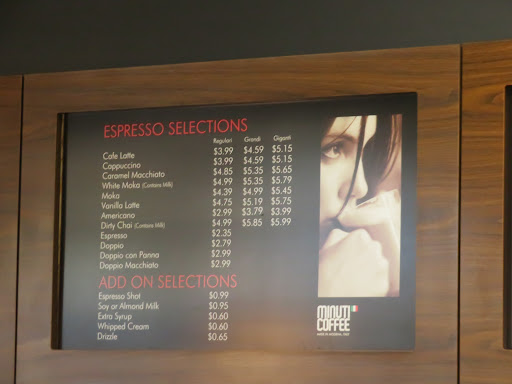 ESPRESSO SELECTIONS
Regulari Grandi Giganti
Cafe Latte $3.99 $4.59 $5.15
Cappuccino $3.99 $4.59 $5.15
Caramel Macchiato $4.85 $5.35 $5.65
White Moka (Contains Milk) $4.99 $5.35 $5.79
Moka $4.39 $4.99 $5.45
Vanilla Latte $4.75 $5.19 $5.75
Americano $2.99 $3.79 $3.99
Dirty Chai (Contains Milk) $4.99 $5.85 $5.99
Espresso $2.35
Doppio $2.79
Doppio con Panna $2.99
Doppio Macchiato $2.99
ADD ON SELECTIONS
Espresso Shot $0.99
Soy or Almond Milk $0.95
Extra Syrup $0.60
Whipped Cream $0.60
Drizzle $0.65
MINUTI
COFFEE